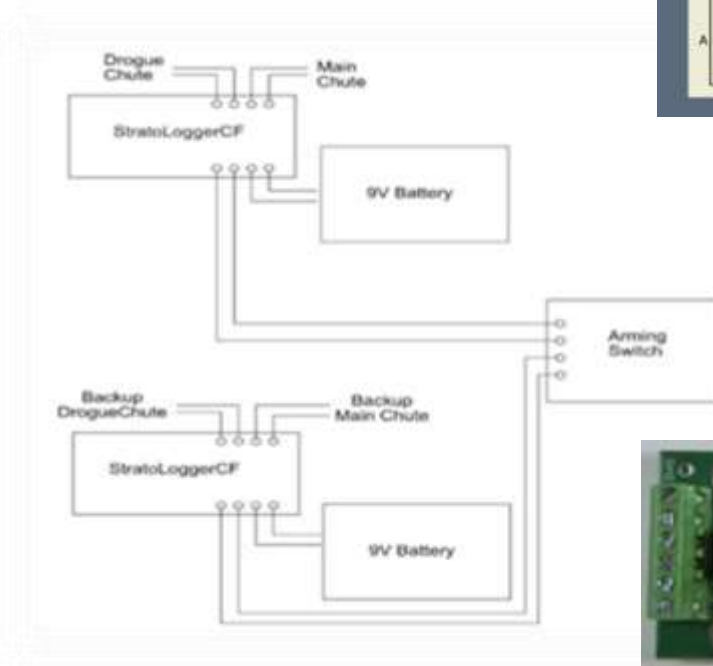 A
Drogue
Chute
Main
Chute
StratoLoggerCF
9V Battery
Arming
Switch
Backup
DrogueChute
Backup
Main Chute
StratoLoggerCF
9V Battery